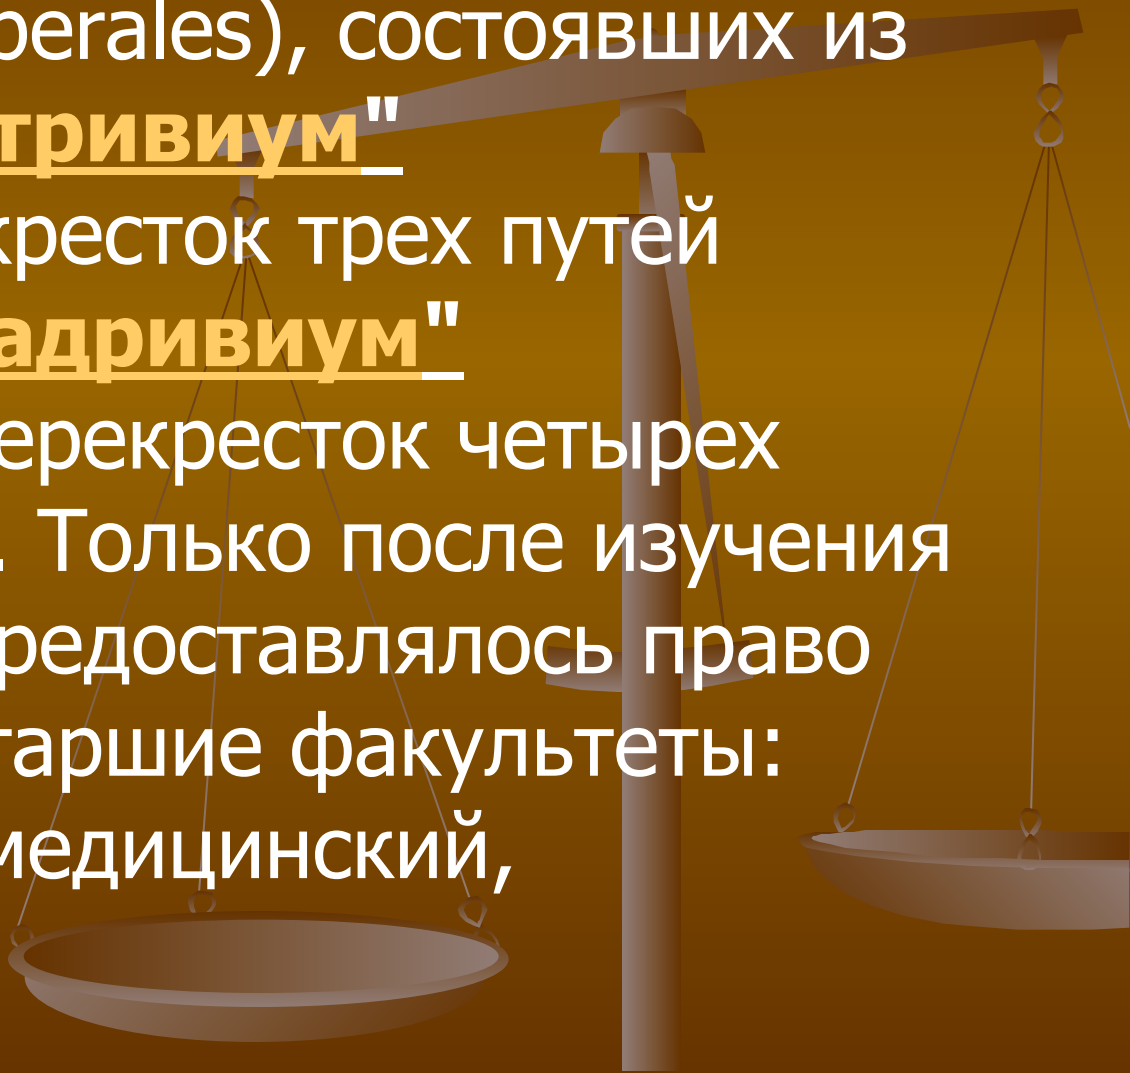 berales), состоявших из
тривиум"
кресток трех путей
адривиум"
ерекресток четырех
. Только после изучения
редоставлялось право
таршие факультеты:
медицинский,